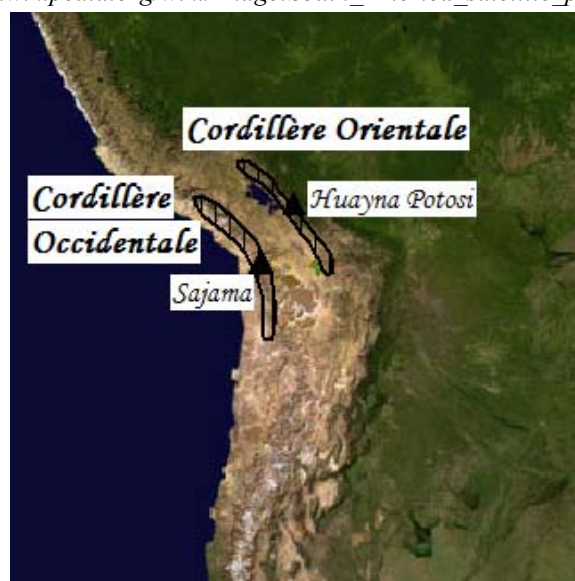 Cordillère Orientale
Huayna Potosi
Cordillère
Occidentale
Sajama